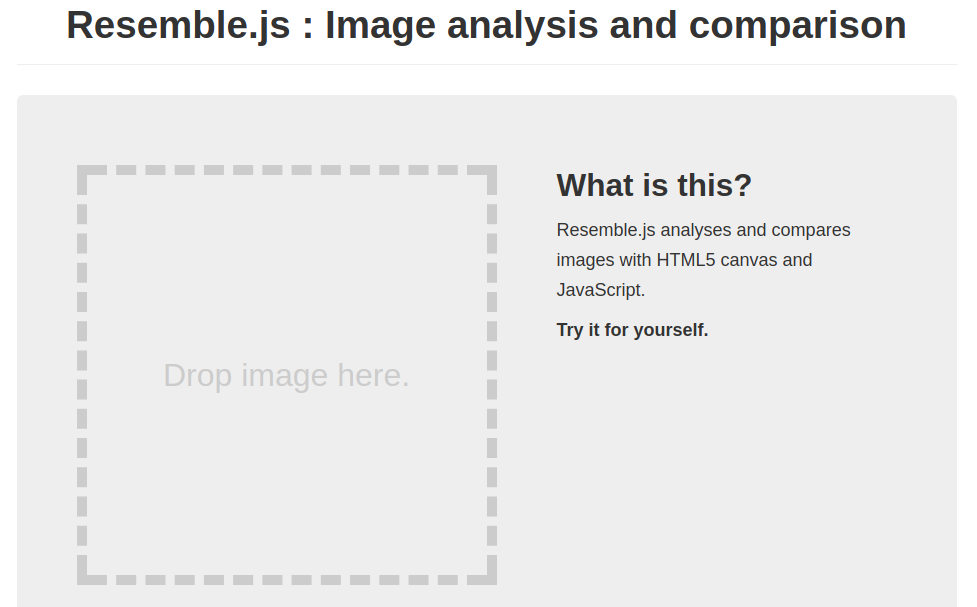 Resemble.js : Image analysis and comparison
Drop image here.
What is this?
Resemble.js analyses and compares
images with HTML5 canvas and
JavaScript.
Try it for yourself.